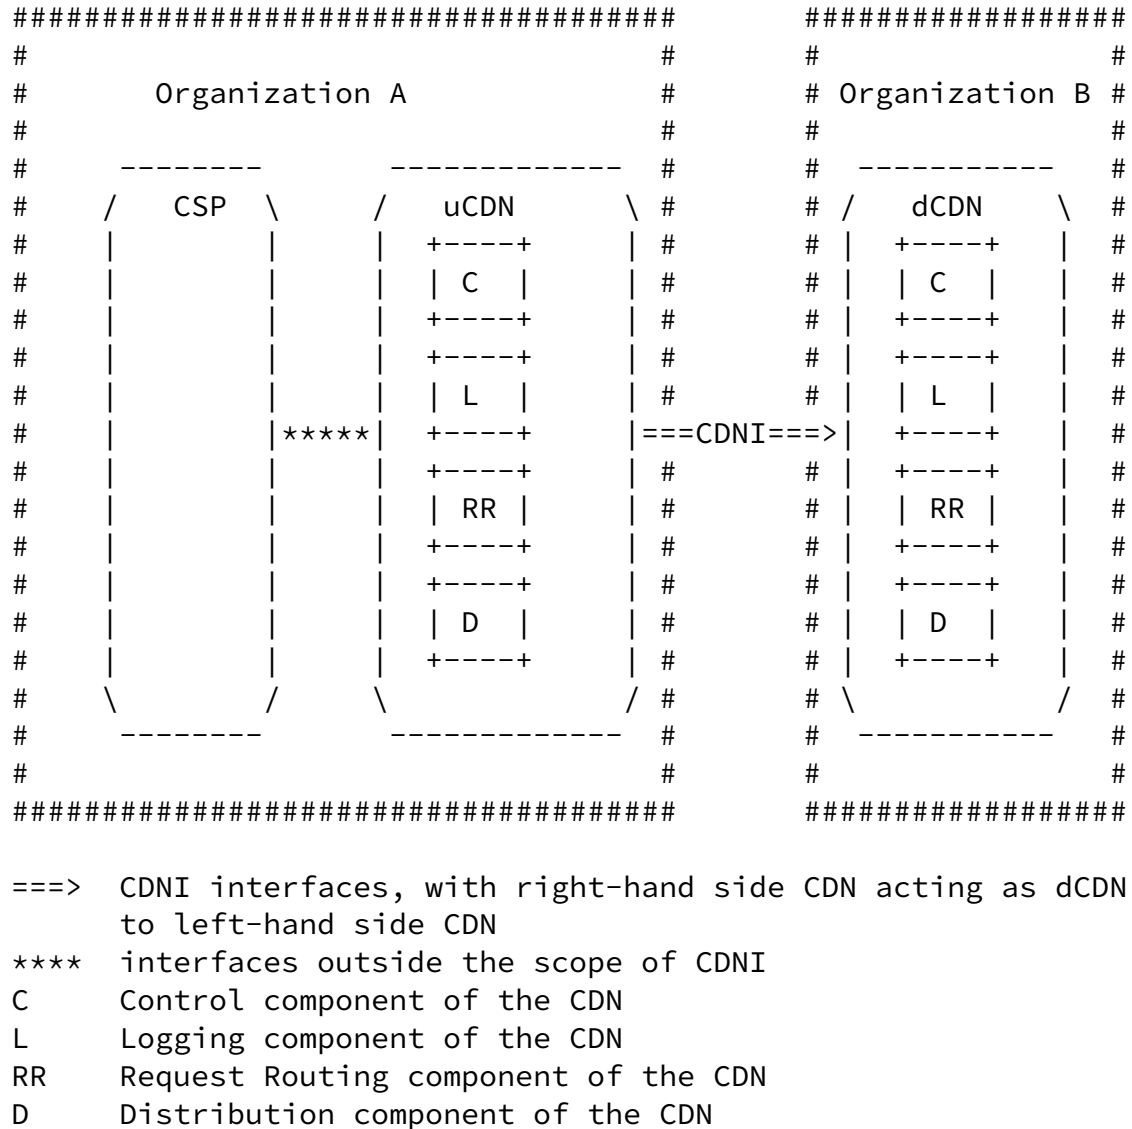 #####################################       ##################
#                                   #       #                #
#       Organization A              #       # Organization B #
#                                   #       #                #
#     --------       -------------  #       #  -----------   #
#    /   CSP  \     /   uCDN      \ #       # /   dCDN    \  #
#    |        |     |  +----+     | #       # |  +----+   |  #
#    |        |     |  | C  |     | #       # |  | C  |   |  #
#    |        |     |  +----+     | #       # |  +----+   |  #
#    |        |     |  +----+     | #       # |  +----+   |  #
#    |        |     |  | L  |     | #       # |  | L  |   |  #
#    |        |*****|  +----+     |===CDNI===>|  +----+   |  #
#    |        |     |  +----+     | #       # |  +----+   |  #
#    |        |     |  | RR |     | #       # |  | RR |   |  #
#    |        |     |  +----+     | #       # |  +----+   |  #
#    |        |     |  +----+     | #       # |  +----+   |  #
#    |        |     |  | D  |     | #       # |  | D  |   |  #
#    |        |     |  +----+     | #       # |  +----+   |  #
#    \        /     \             / #       # \           /  #
#     --------       -------------  #       #  -----------   #
#                                   #       #                #
#####################################       ##################

===>  CDNI interfaces, with right-hand side CDN acting as dCDN
      to left-hand side CDN
****  interfaces outside the scope of CDNI
C     Control component of the CDN
L     Logging component of the CDN
RR    Request Routing component of the CDN
D     Distribution component of the CDN